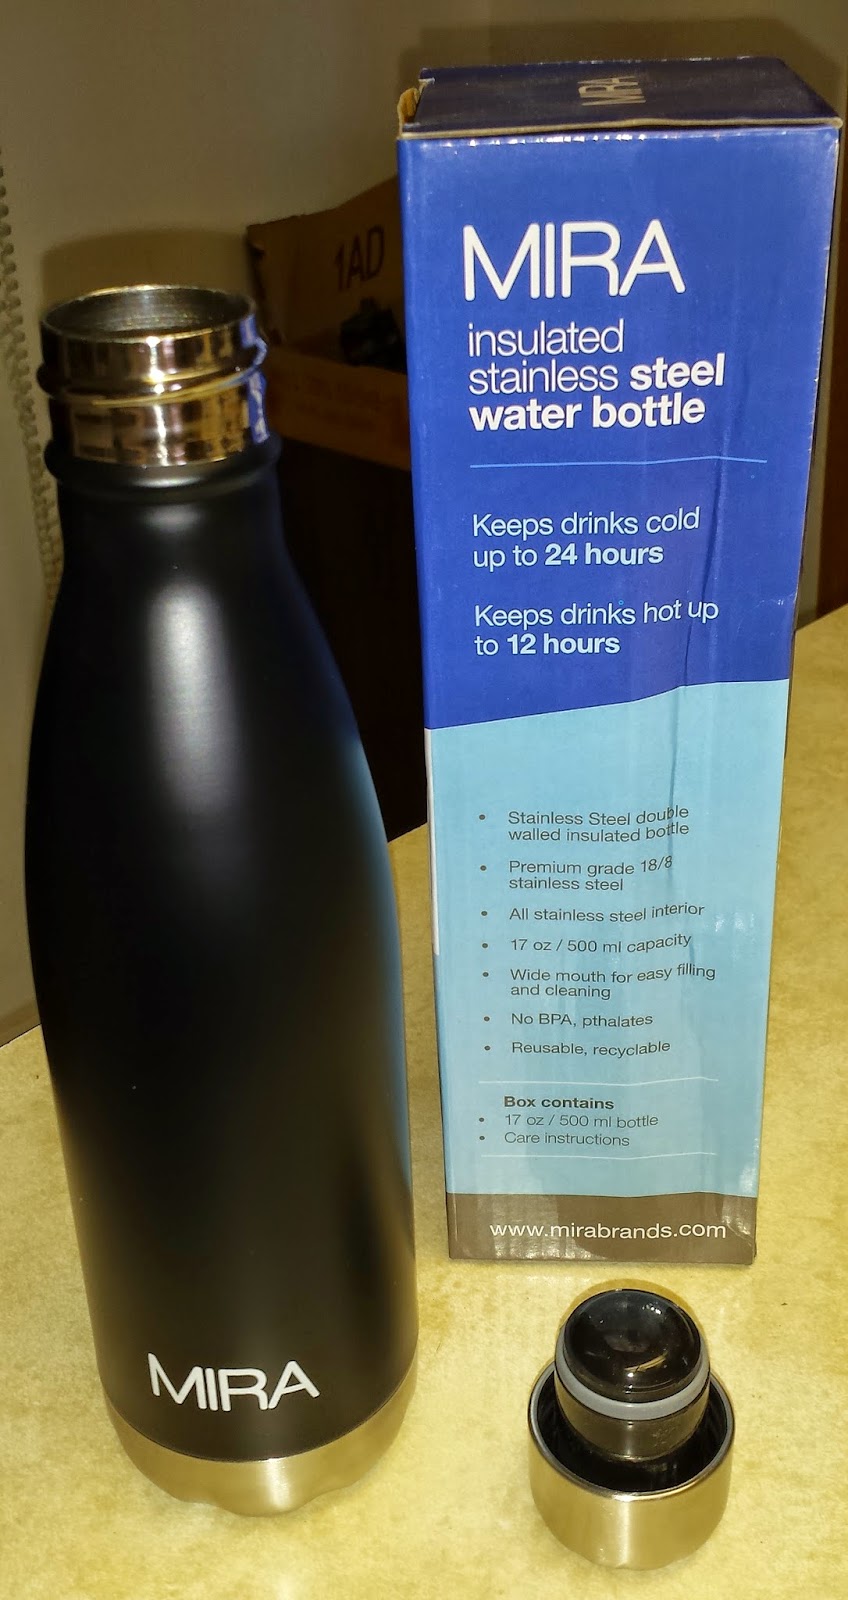 MIRA
1AD
MIRA
insulated
stainless steel
water bottle
Keeps drinks cold
up to 24 hours
Keeps drinks hot up
to 12 hours
• Stainless Steel double
walled insulated bottle
• Premium grade 18/8
stainless steel
• All stainless steel interior
• 17 oz / 500 ml capacity
• Wide mouth for easy filling
and cleaning
• No BPA, pthalates
• Reusable, recyclable
Box contains
• 17 oz / 500 ml bottle
• Care instructions
www.mirabrands.com
MIRA